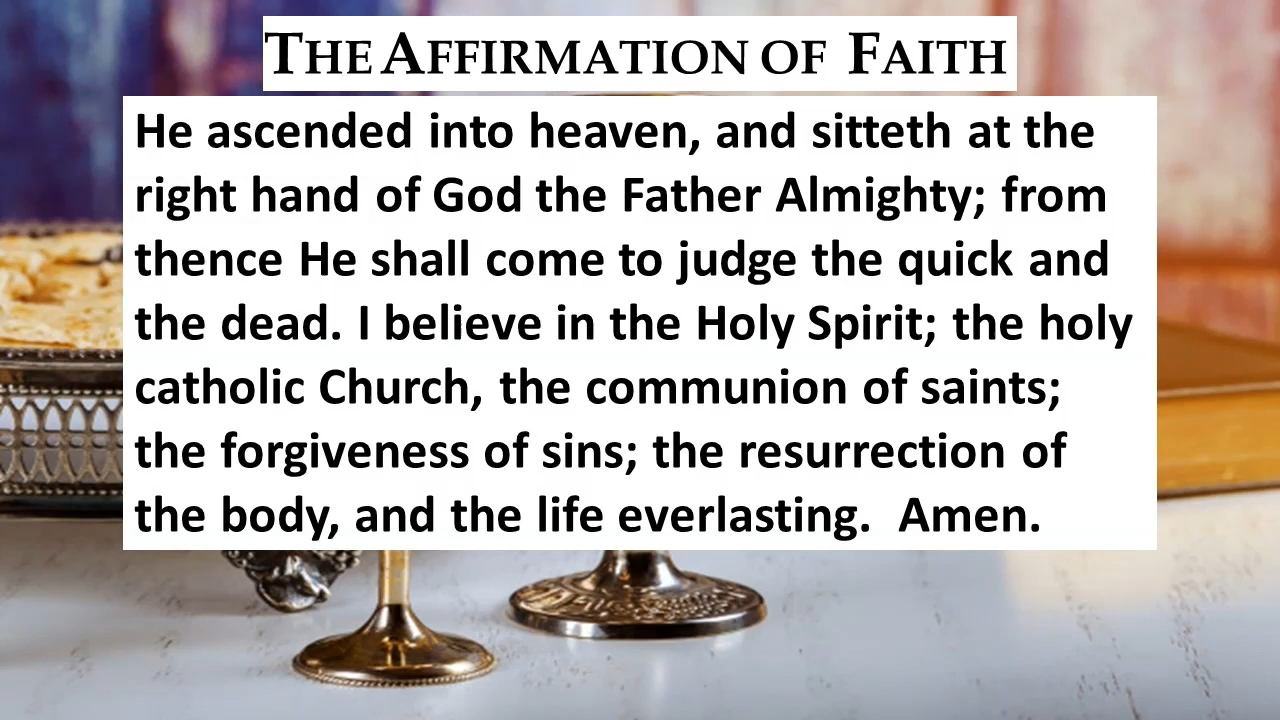 THE AFFIRMATION OF FAITH
He ascended into heaven, and sitteth at the
right hand of God the Father Almighty; from
thence He shall come to judge the quick and
the dead. I believe in the Holy Spirit; the holy
catholic Church, the communion of saints;
the forgiveness of sins; the resurrection of
the body, and the life everlasting.  Amen.